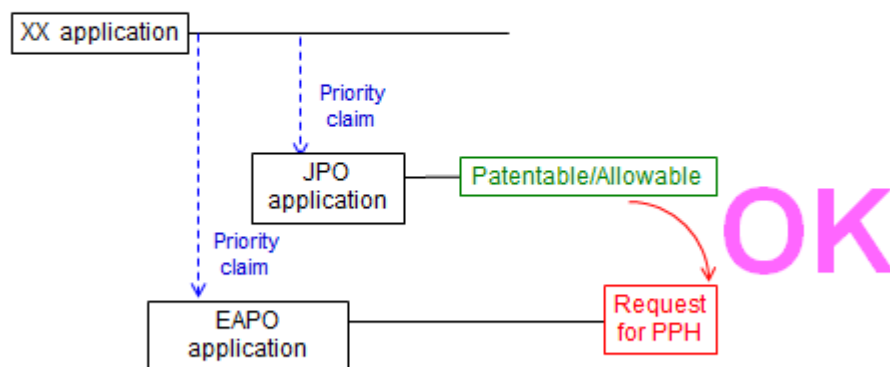 XX application
Priority
claim
JPO
application
Patentable/Allowable
OK
Priority
claim
EAPO
application
Request
for PPH